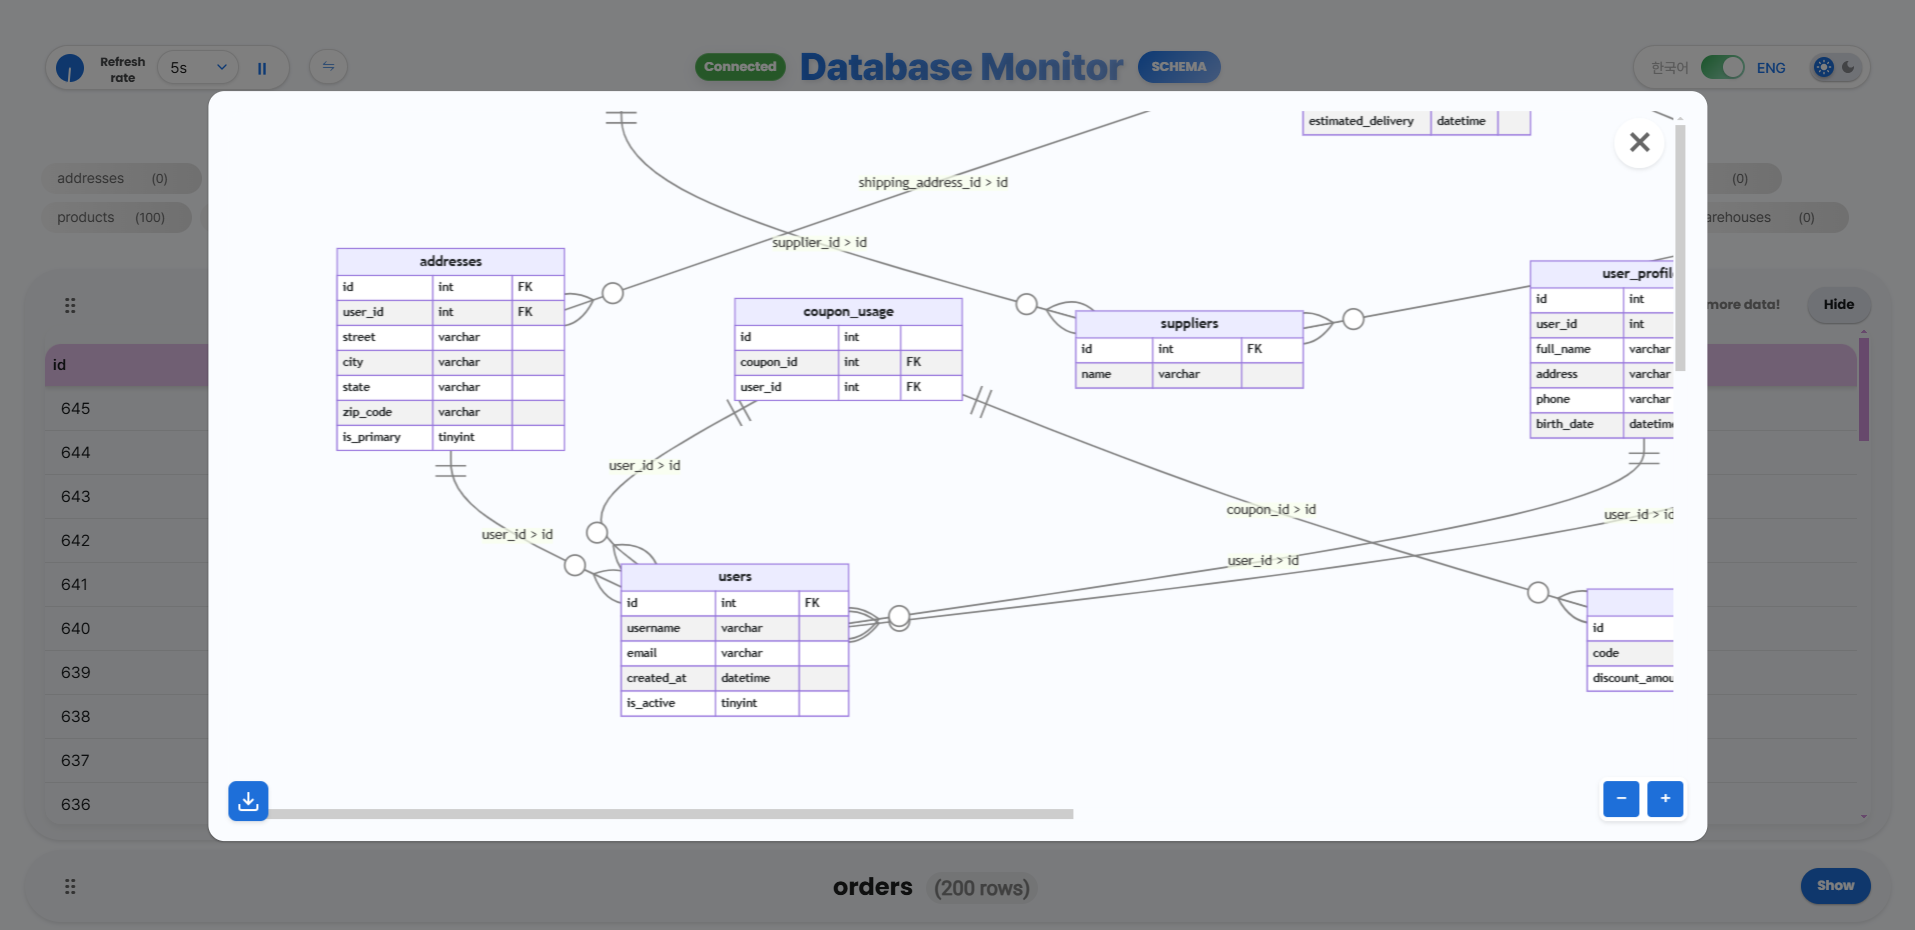 Refresh
rate
5s
Connected
Database Monitor
SCHEMA
한국어
ENG
addresses (0)
(0)
products (100)
arehouses (0)
more data!
Hide
id
645
644
643
642
641
640
639
638
637
636
estimated_delivery datetime
shipping_address_id > id
supplier_id > id
addresses
id int FK
user_id int FK
street varchar
city varchar
state varchar
zip_code varchar
is_primary tinyint
coupon_usage
id int
coupon_id int FK
user_id int FK
suppliers
id int FK
name varchar
user_profil
id int
user_id int
full_name varchar
address varchar
phone varchar
birth_date datetim
user_id > id
user_id > id
coupon_id > id
user_id > id
user_id > id
users
id int FK
username varchar
email varchar
created_at datetime
is_active tinyint
id
code
discount_amou
−
+
orders (200 rows)
Show